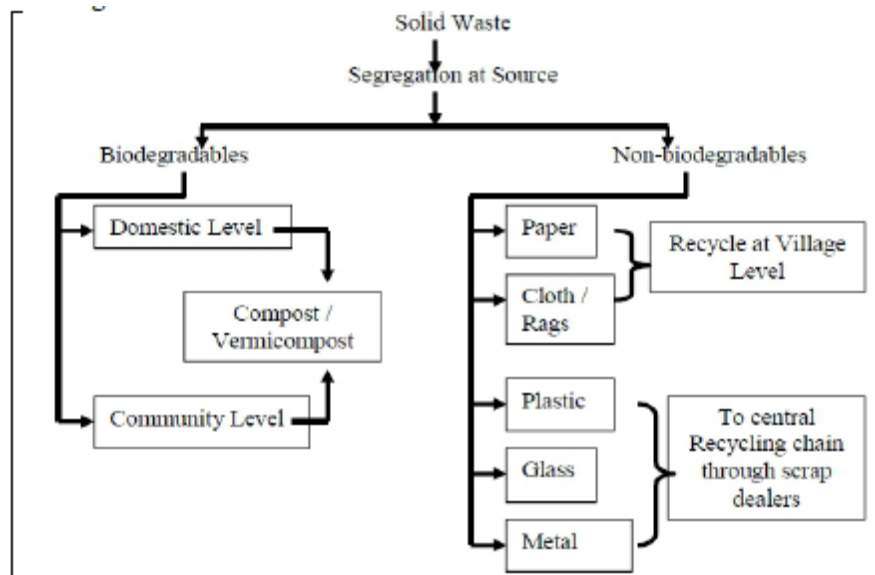 Solid Waste
Segregation at Source
Biodegradables
Non-biodegradables
Domestic Level
Compost /
Vermicompost
Community Level
Paper
Cloth /
Rags
Recycle at Village
Level
Plastic
Glass
Metal
To central
Recycling chain
through scrap
dealers